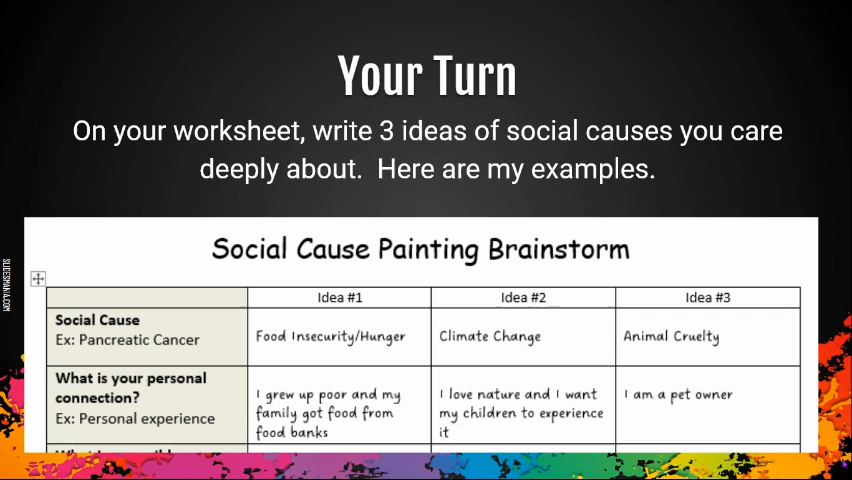 Your Turn
On your worksheet, write 3 ideas of social causes you care
deeply about.  Here are my examples.
Social Cause Painting Brainstorm
Idea #1
Idea #2
Idea #3
Social Cause
Ex: Pancreatic Cancer
Food Insecurity/Hunger
Climate Change
Animal Cruelty
What is your personal
connection?
Ex: Personal experience
I grew up poor and my
family got food from
food banks
I love nature and I want
my children to experience
it
I am a pet owner
SLIDESMANIA.COM